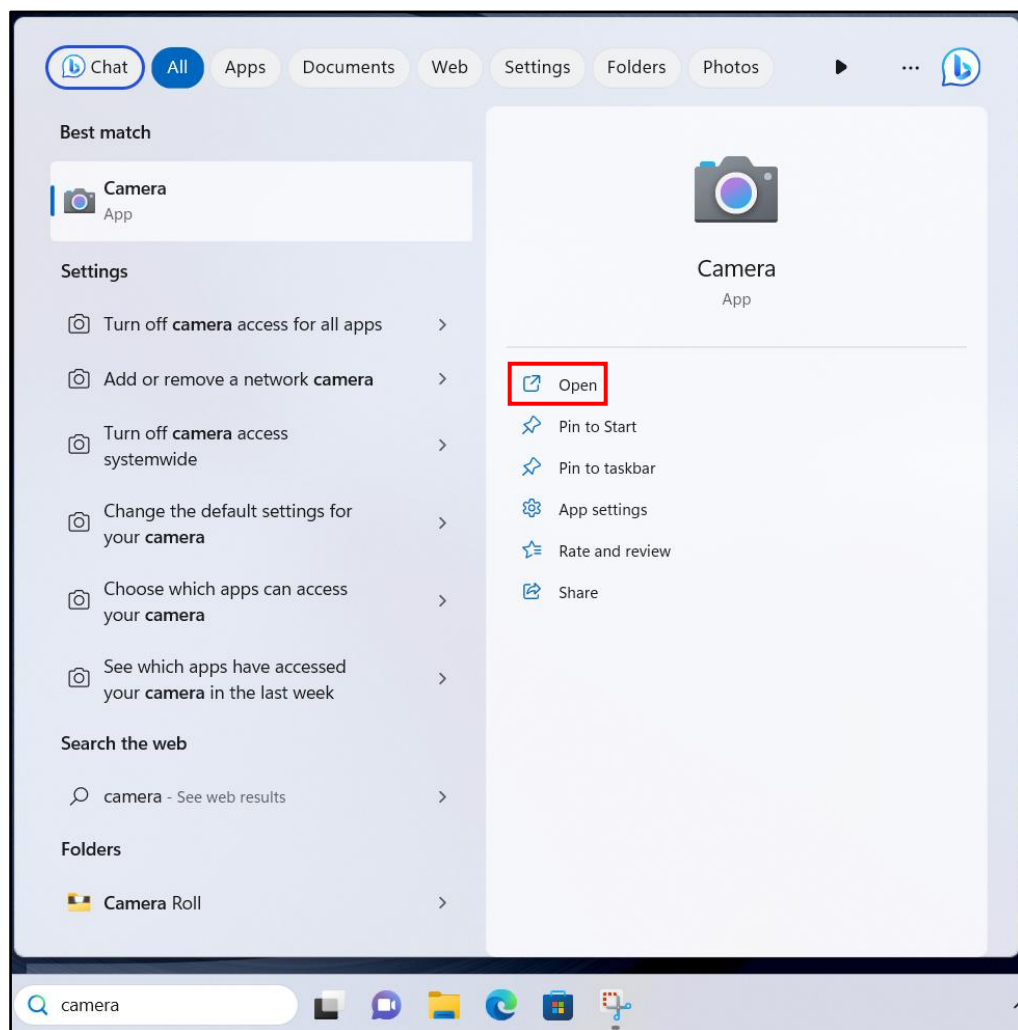 Chat All Apps Documents Web Settings Folders Photos ...
Best match
Camera
App
Settings
Turn off camera access for all apps
Add or remove a network camera
Turn off camera access
systemwide
Change the default settings for
your camera
Choose which apps can access
your camera
See which apps have accessed
your camera in the last week
Search the web
camera - See web results
Folders
Camera Roll
Camera
App
Open
Pin to Start
Pin to taskbar
App settings
Rate and review
Share
camera